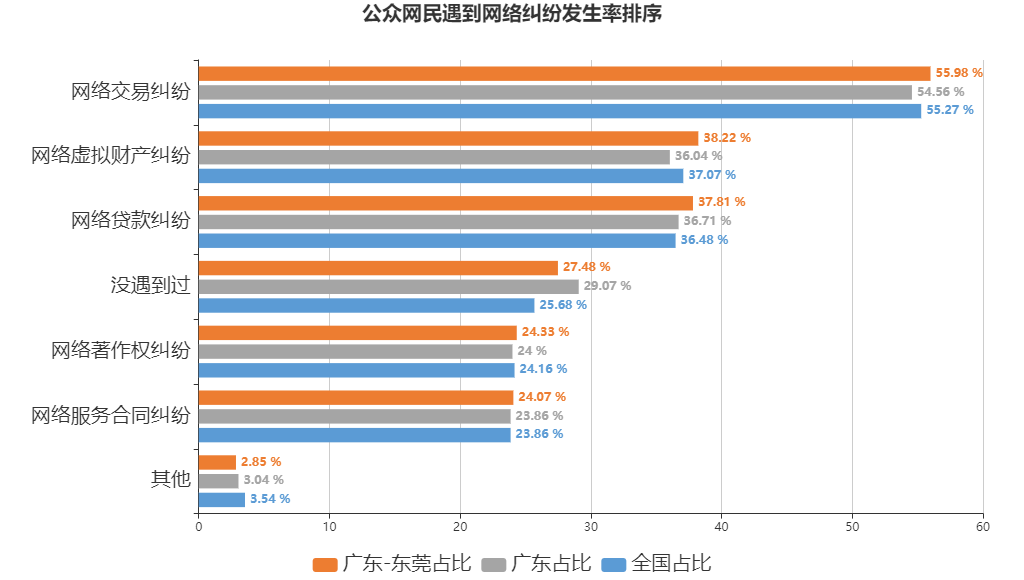 公众网民遇到网络纠纷发生率排序
网络交易纠纷
55.98 %
54.56 %
55.27 %
网络虚拟财产纠纷
38.22 %
36.04 %
37.07 %
网络贷款纠纷
37.81 %
36.71 %
36.48 %
没遇到过
27.48 %
29.07 %
25.68 %
网络著作权纠纷
24.33 %
24 %
24.16 %
网络服务合同纠纷
24.07 %
23.86 %
23.86 %
其他
2.85 %
3.04 %
3.54 %
0 10 20 30 40 50 60
广东-东莞占比 广东占比 全国占比